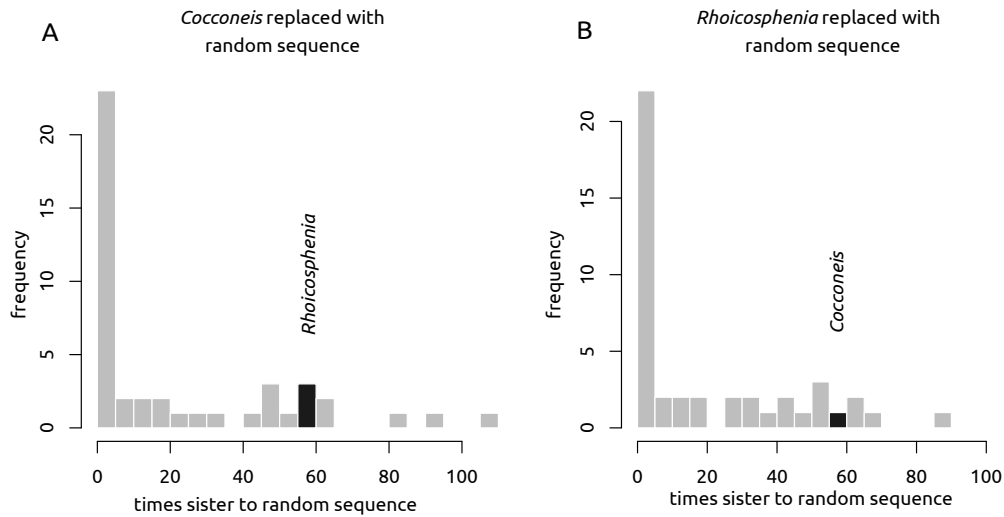 A
Cocconeis replaced with
random sequence
frequency
0
5
10
15
20
Rhoicosphenia
0 20 40 60 80 100
times sister to random sequence
B
Rhoicosphenia replaced with
random sequence
frequency
0
5
10
15
20
Cocconeis
0 20 40 60 80 100
times sister to random sequence